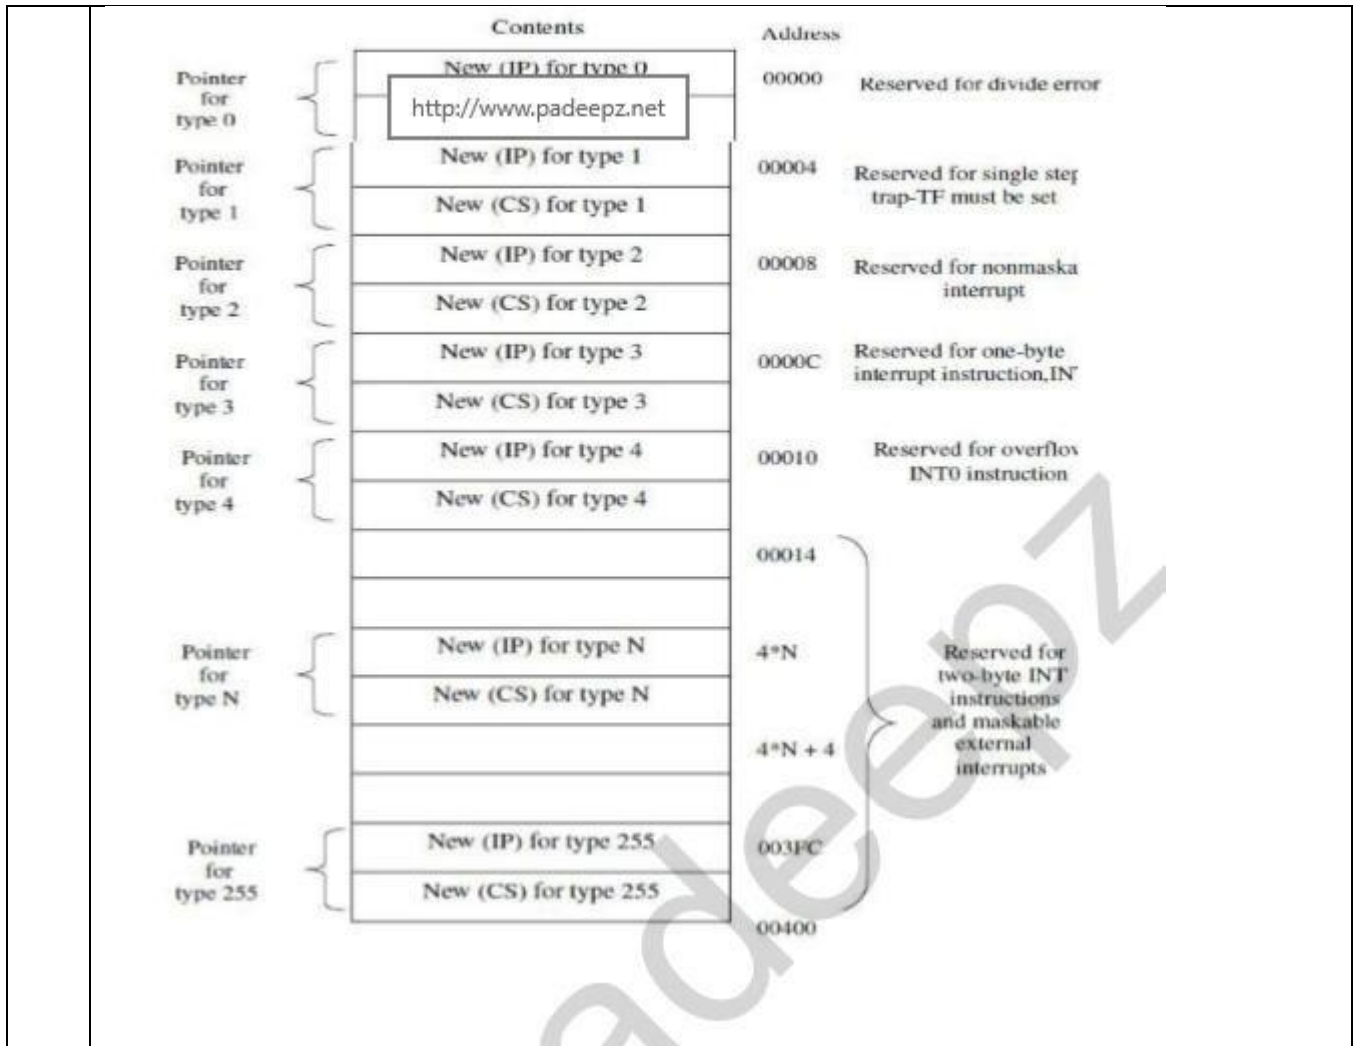 Contents
Address
Pointer
for
type 0
New (IP) for type 0
http://www.padeepz.net
00000
Reserved for divide error
Pointer
for
type 1
New (IP) for type 1
New (CS) for type 1
00004
Reserved for single step
trap-TF must be set
Pointer
for
type 2
New (IP) for type 2
New (CS) for type 2
00008
Reserved for nonmaska
interrupt
Pointer
for
type 3
New (IP) for type 3
New (CS) for type 3
0000C
Reserved for one-byte
interrupt instruction,IN
Pointer
for
type 4
New (IP) for type 4
New (CS) for type 4
00010
Reserved for overflow
INT0 instruction
00014
Pointer
for
type N
New (IP) for type N
New (CS) for type N
4*N
4*N + 4
Reserved for
two-byte INT
instructions
and maskable
external
interrupts
Pointer
for
type 255
New (IP) for type 255
New (CS) for type 255
003FC
00400
adeepz